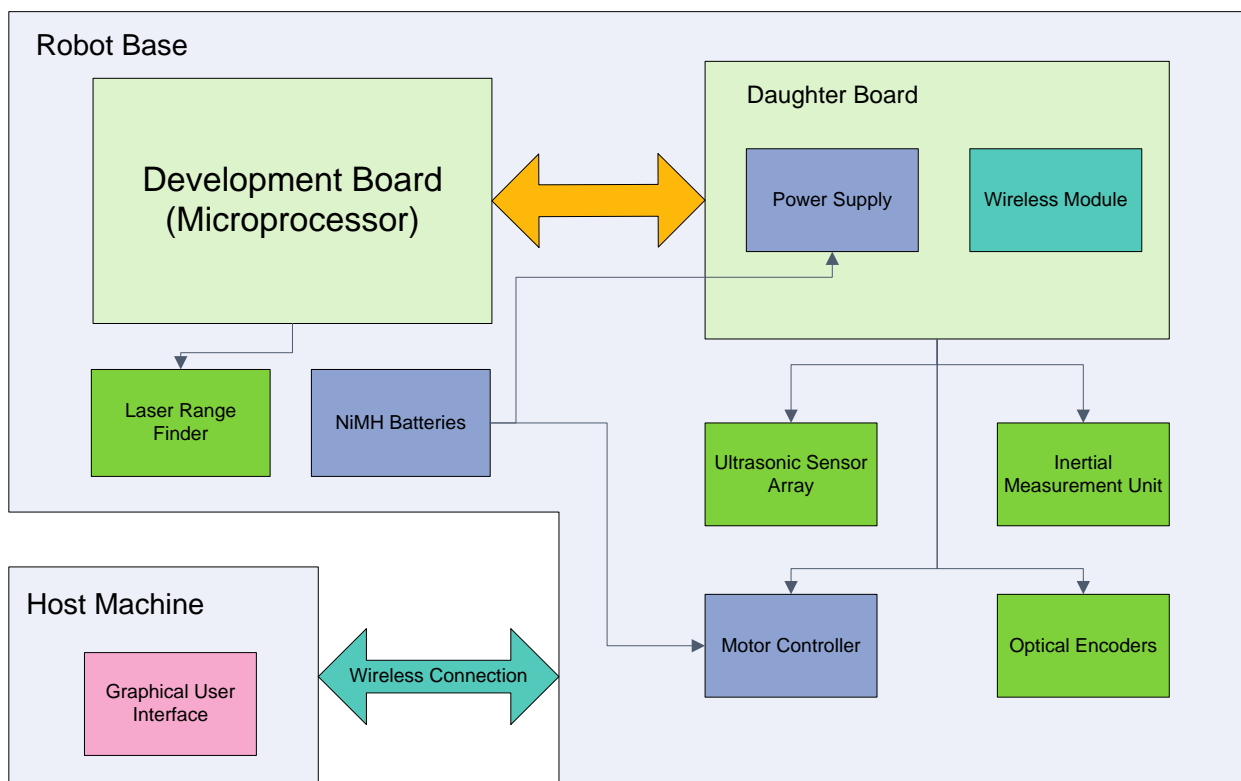 Robot Base
Development Board
(Microprocessor)
Daughter Board
Power Supply
Wireless Module
Laser Range
Finder
NiMH Batteries
Ultrasonic Sensor
Array
Inertial
Measurement Unit
Host Machine
Graphical User
Interface
Wireless Connection
Motor Controller
Optical Encoders